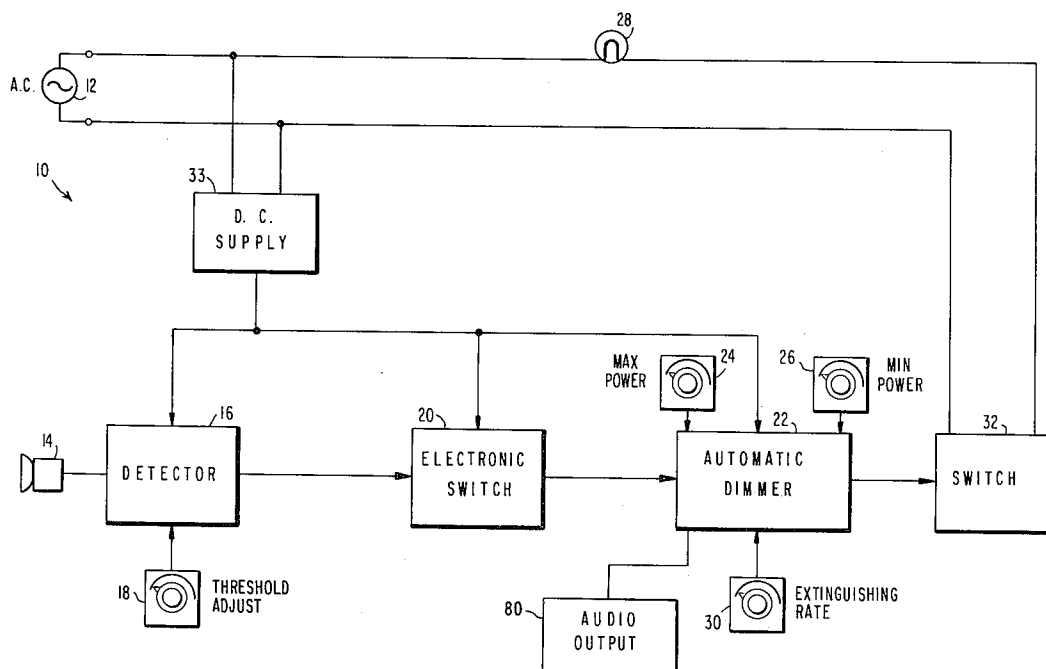 28
A.C.
12
10
33
D. C.
SUPPLY
MAX
POWER
24
26
MIN
POWER
14
16
DETECTOR
20
ELECTRONIC
SWITCH
22
AUTOMATIC
DIMMER
32
SWITCH
18
THRESHOLD
ADJUST
80
AUDIO
OUTPUT
30
EXTINGUISHING
RATE